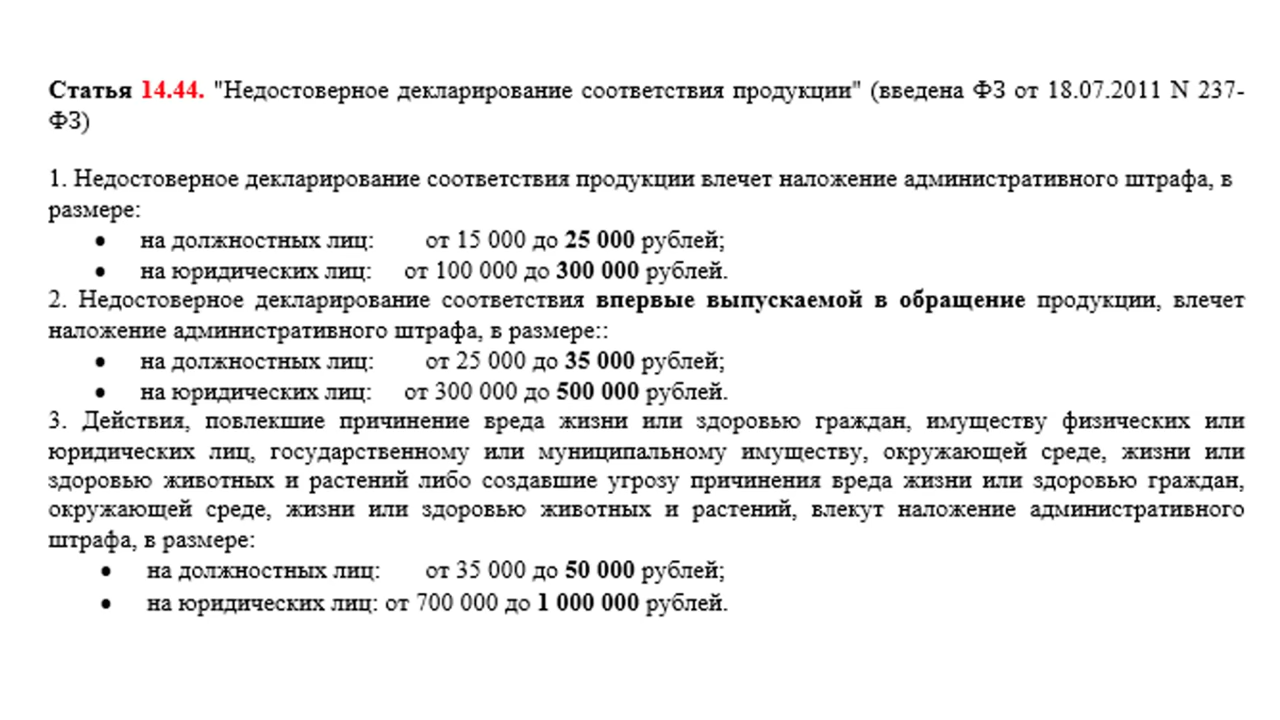 Статья 14.44. "Недостоверное декларирование соответствия продукции" (введена ФЗ от 18.07.2011 N 237-
ФЗ)
1. Недостоверное декларирование соответствия продукции влечет наложение административного штрафа, в
размере:
• на должностных лиц: от 15 000 до 25 000 рублей;
• на юридических лиц: от 100 000 до 300 000 рублей.
2. Недостоверное декларирование соответствия впервые выпускаемой в обращение продукции, влечет
наложение административного штрафа, в размере::
• на должностных лиц: от 25 000 до 35 000 рублей;
• на юридических лиц: от 300 000 до 500 000 рублей.
3. Действия, повлекшие причинение вреда жизни или здоровью граждан, имуществу физических или
юридических лиц, государственному или муниципальному имуществу, окружающей среде, жизни или
здоровью животных и растений либо создавшие угрозу причинения вреда жизни или здоровью граждан,
окружающей среде, жизни или здоровью животных и растений, влекут наложение административного
штрафа, в размере:
• на должностных лиц: от 35 000 до 50 000 рублей;
• на юридических лиц: от 700 000 до 1 000 000 рублей.